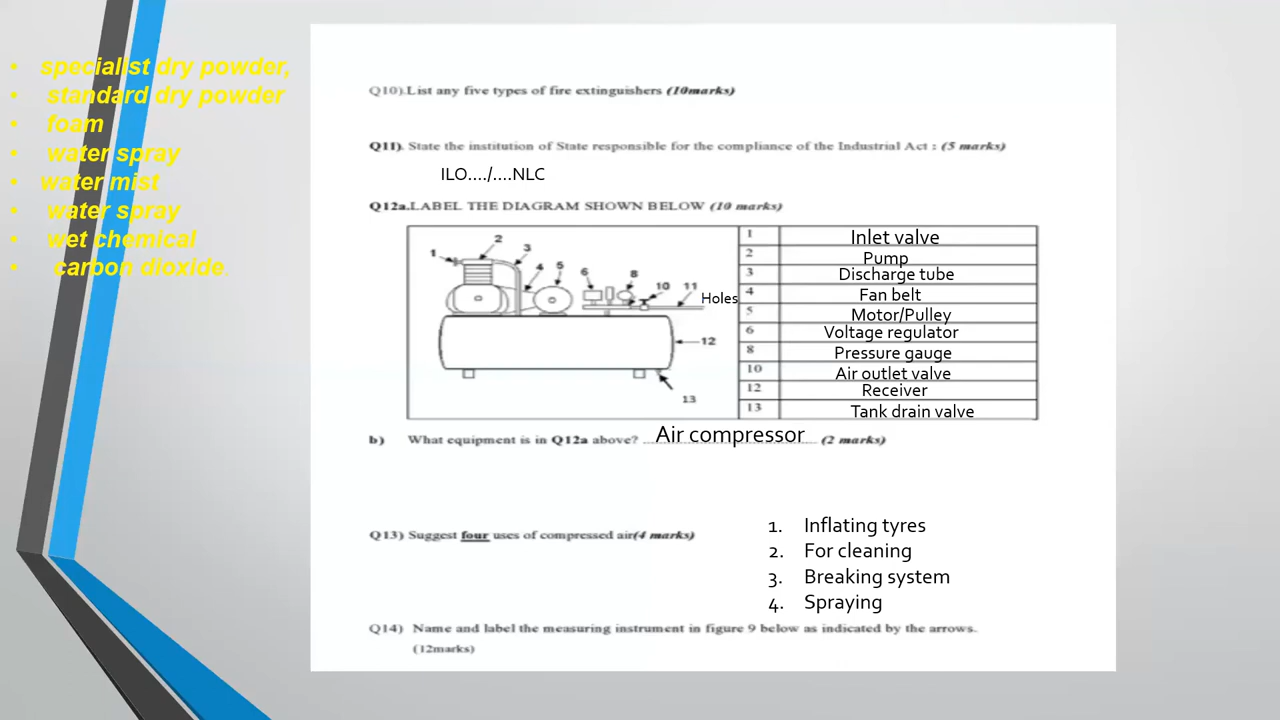 • specialist dry powder,
• standard dry powder
• foam
• water spray
• water mist
• water spray
• wet chemical
• carbon dioxide.
Q10).List any five types of fire extinguishers (10marks)
Q11). State the institution of State responsible for the compliance of the Industrial Act : (5 marks)
ILO..../....NLC
Q12a.LABEL THE DIAGRAM SHOWN BELOW (10 marks)
1
2
3
4
5
6
8
10
11
Holes
12
13
1 Inlet valve
2 Pump
3 Discharge tube
4 Fan belt
5 Motor/Pulley
6 Voltage regulator
8 Pressure gauge
10 Air outlet valve
12 Receiver
13 Tank drain valve
b) What equipment is in Q12a above? Air compressor (2 marks)
Q13) Suggest four uses of compressed air(4 marks)
1. Inflating tyres
2. For cleaning
3. Breaking system
4. Spraying
Q14) Name and label the measuring instrument in figure 9 below as indicated by the arrows.
(12marks)